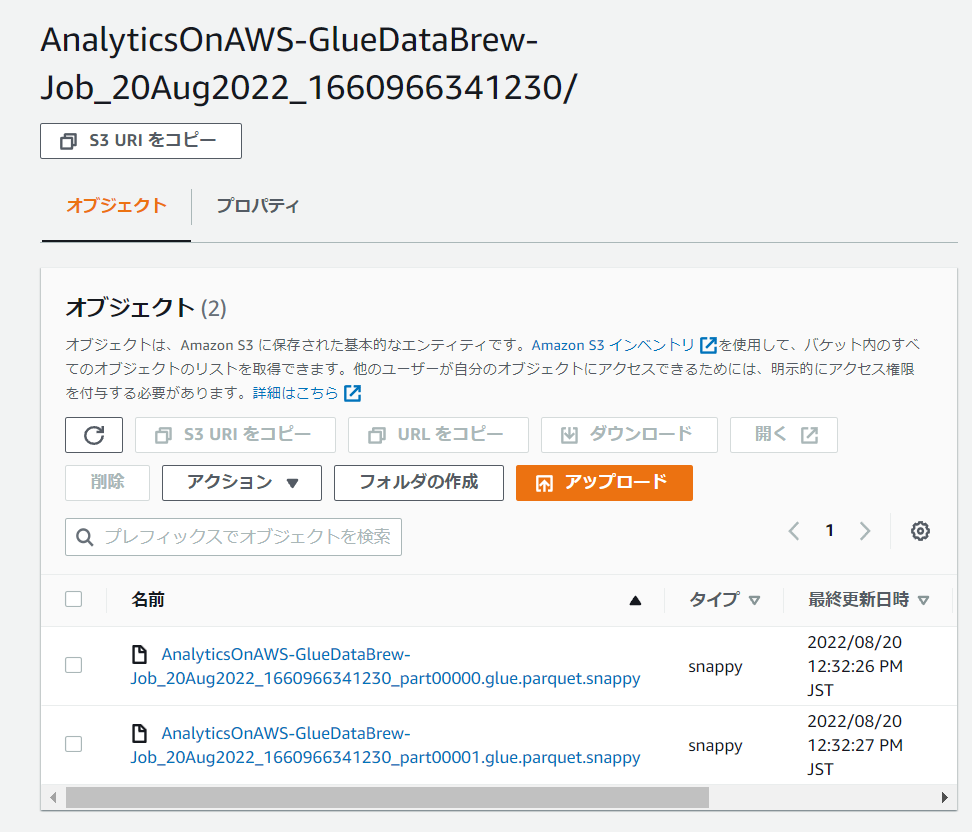 AnalyticsOnAWS-GlueDataBrew-
Job_20Aug2022_1660966341230/
S3 URI をコピー
オブジェクト
プロパティ
オブジェクト (2)
オブジェクトは、Amazon S3 に保存された基本的なエンティティです。Amazon S3 インベントリ を使用して、バケット内のすべ
てのオブジェクトのリストを取得できます。他のユーザーが自分のオブジェクトにアクセスできるためには、明示的にアクセス権限
を付与する必要があります。詳細はこちら
S3 URI をコピー
URL をコピー
ダウンロード
開く
削除
アクション
フォルダの作成
アップロード
プレフィックスでオブジェクトを検索
1
名前
タイプ
最終更新日時
AnalyticsOnAWS-GlueDataBrew-
Job_20Aug2022_1660966341230_part00000.glue.parquet.snappy
snappy
2022/08/20
12:32:26 PM
JST
AnalyticsOnAWS-GlueDataBrew-
Job_20Aug2022_1660966341230_part00001.glue.parquet.snappy
snappy
2022/08/20
12:32:27 PM
JST